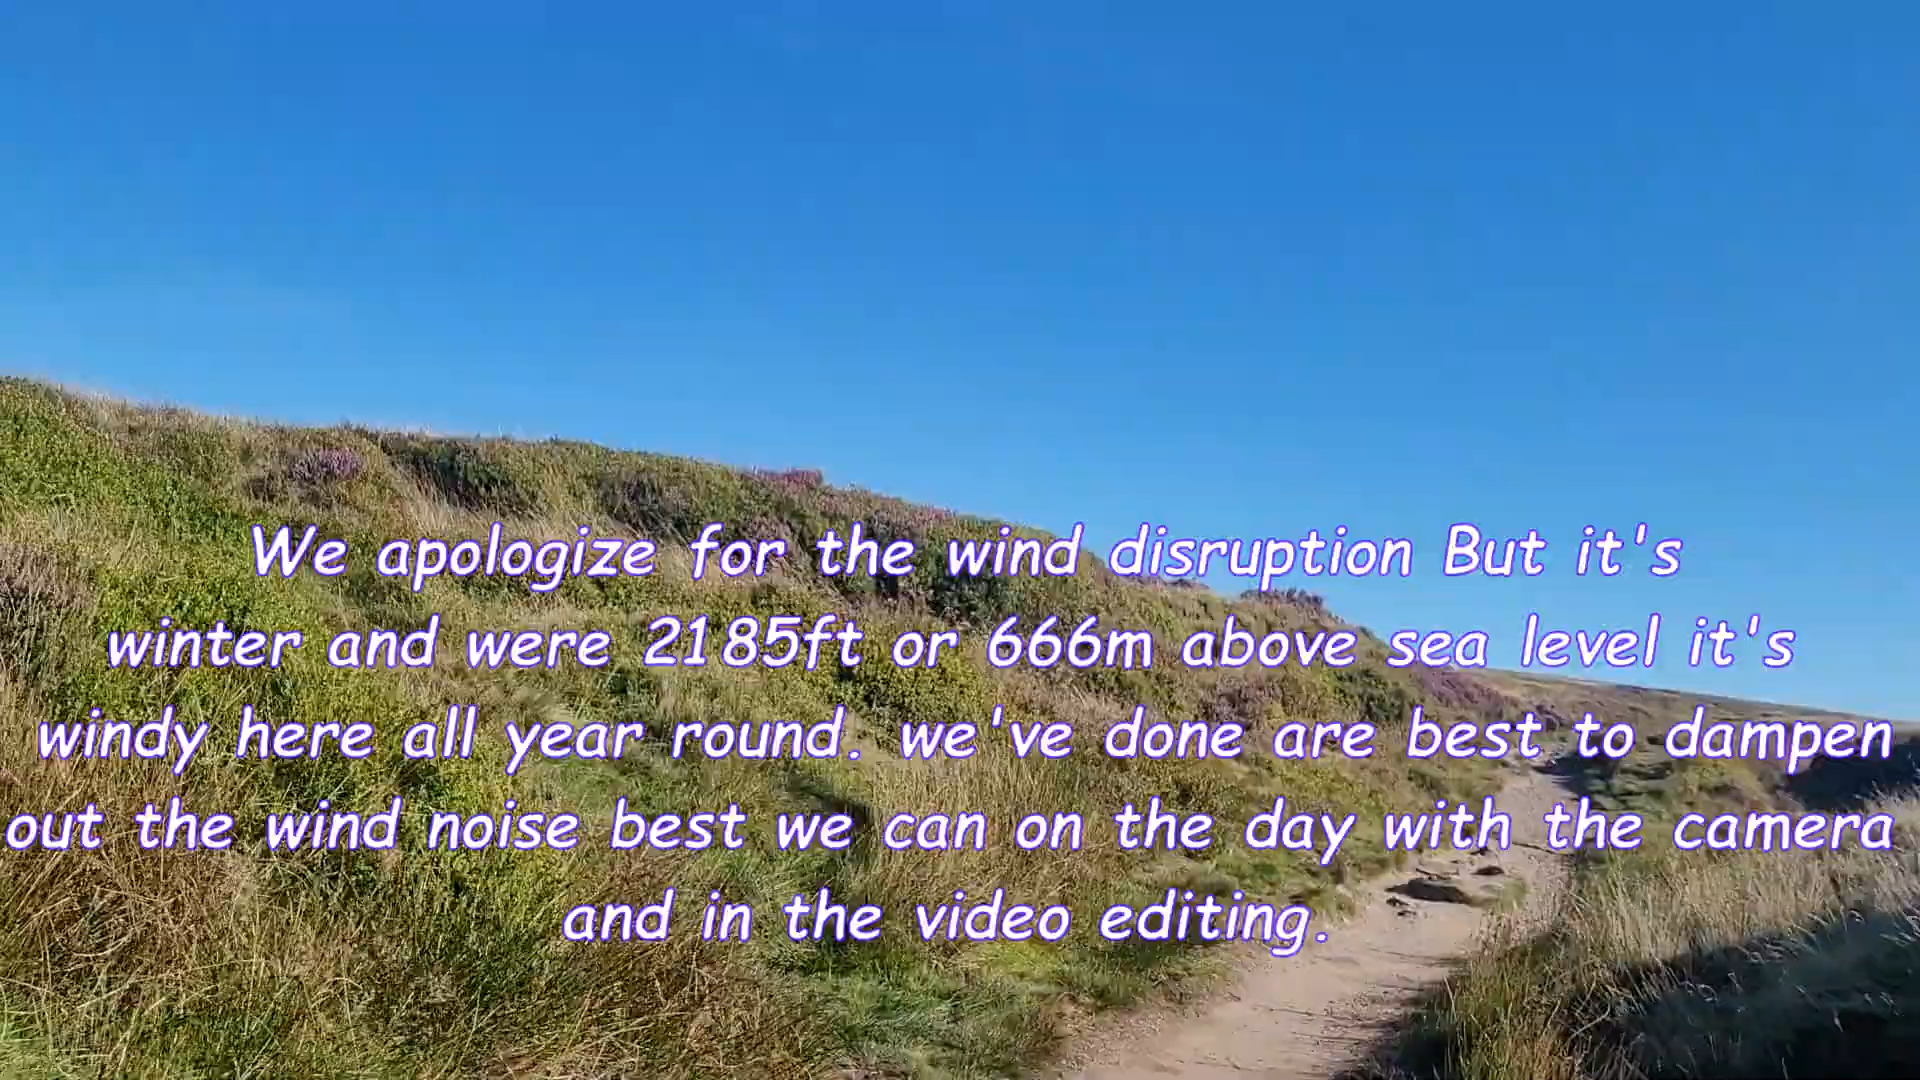 We apologize for the wind disruption But it's
winter and were 2185ft or 666m above sea level it's
windy here all year round. we've done are best to dampen
out the wind noise best we can on the day with the camera
and in the video editing.